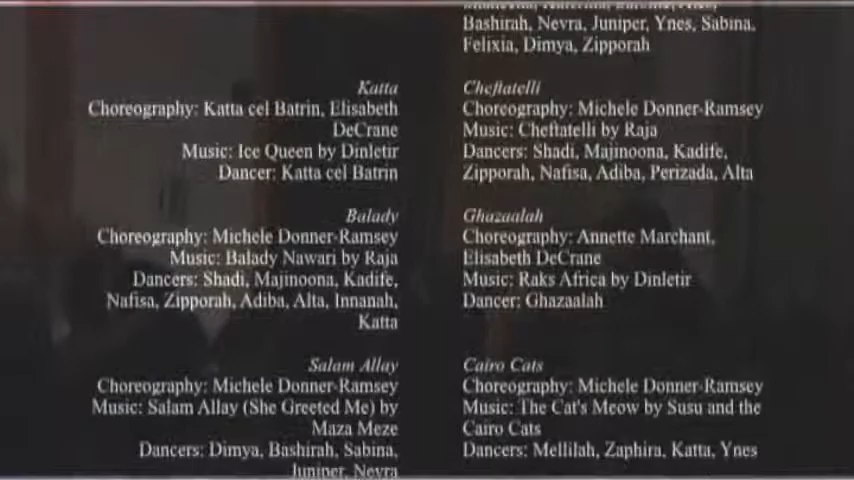 Katta
Choreography: Katta cel Batrin, Elisabeth
DeCrane
Music: Ice Queen by Dinletir
Dancer: Katta cel Batrin
Balady
Choreography: Michele Donner-Ramsey
Music: Balady Nawari by Raja
Dancers: Shadi, Majinoona, Kadife,
Nafisa, Zipporah, Adiba, Alta, Innanah,
Katta
Salam Allay
Choreography: Michele Donner-Ramsey
Music: Salam Allay (She Greeted Me) by
Maza Meze
Dancers: Dimya, Bashirah, Sabina,
Juniper, Nevra
Bashirah, Nevra, Juniper, Ynes, Sabina,
Felixia, Dimya, Zipporah
Cheftatelli
Choreography: Michele Donner-Ramsey
Music: Cheftatelli by Raja
Dancers: Shadi, Majinoona, Kadife,
Zipporah, Nafisa, Adiba, Perizada, Alta
Ghazaalah
Choreography: Annette Marchant,
Elisabeth DeCrane
Music: Raks Africa by Dinletir
Dancer: Ghazaalah
Cairo Cats
Choreography: Michele Donner-Ramsey
Music: The Cat's Meow by Susu and the
Cairo Cats
Dancers: Mellilah, Zaphira, Katta, Ynes